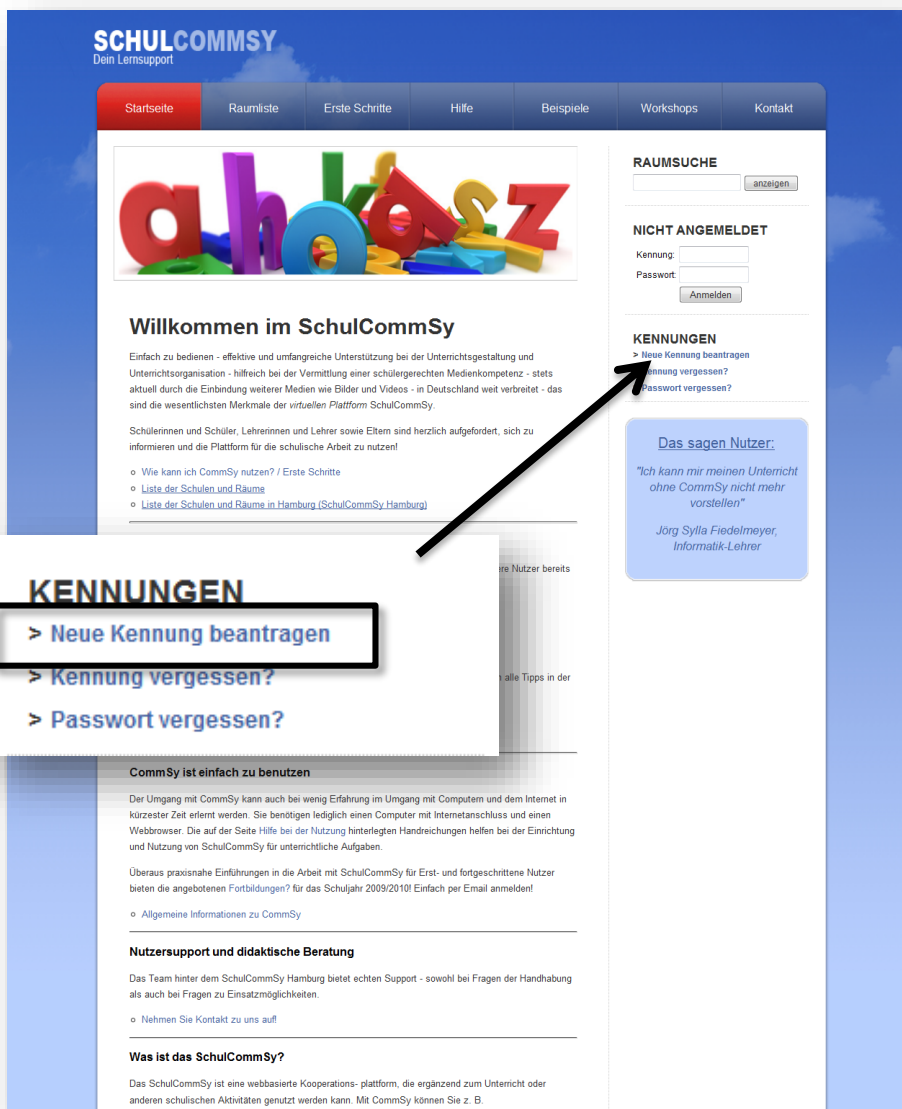 SCHULCOMMSY
Dein Lernsupport
Startseite Raumliste Erste Schritte Hilfe Beispiele Workshops Kontakt
a h o k a s z
RAUMSUCHE
anzeigen
NICHT ANGEMELDET
Kennung:
Passwort:
Anmelden
KENNUNGEN
> Neue Kennung beantragen
Kennung vergessen?
Passwort vergessen?
Das sagen Nutzer:
"Ich kann mir meinen Unterricht
ohne CommSy nicht mehr
vorstellen"
Jörg Sylla Fiedelmeyer,
Informatik-Lehrer
Willkommen im SchulCommSy
Einfach zu bedienen - effektive und umfangreiche Unterstützung bei der Unterrichtsgestaltung und
Unterrichtsorganisation - hilfreich bei der Vermittlung einer schülergerechten Medienkompetenz - stets
aktuell durch die Einbindung weiterer Medien wie Bilder und Videos - in Deutschland weit verbreitet - das
sind die wesentlichsten Merkmale der virtuellen Plattform SchulCommSy.
Schülerinnen und Schüler, Lehrerinnen und Lehrer sowie Eltern sind herzlich aufgefordert, sich zu
informieren und die Plattform für die schulische Arbeit zu nutzen!
Wie kann ich CommSy nutzen? / Erste Schritte
Liste der Schulen und Räume
Liste der Schulen und Räume in Hamburg (SchulCommSy Hamburg)
Nutzer bereits
KENNUNGEN
> Neue Kennung beantragen
> Kennung vergessen?
> Passwort vergessen?
alle Tipps in der
CommSy ist einfach zu benutzen
Der Umgang mit CommSy kann auch bei wenig Erfahrung im Umgang mit Computern und dem Internet in
kürzester Zeit erlernt werden. Sie benötigen lediglich einen Computer mit Internetanschluss und einen
Webbrowser. Die auf der Seite Hilfe bei der Nutzung hinterlegten Handreichungen helfen bei der Einrichtung
und Nutzung von SchulCommSy für unterrichtliche Aufgaben.
Überaus praxisnahe Einführungen in die Arbeit mit SchulCommSy für Erst- und fortgeschrittene Nutzer
bieten die angebotenen Fortbildungen? für das Schuljahr 2009/2010! Einfach per Email anmelden!
Allgemeine Informationen zu CommSy
Nutzersupport und didaktische Beratung
Das Team hinter dem SchulCommSy Hamburg bietet echten Support - sowohl bei Fragen der Handhabung
als auch bei Fragen zu Einsatzmöglichkeiten.
Nehmen Sie Kontakt zu uns auf!
Was ist das SchulCommSy?
Das SchulCommSy ist eine webbasierte Kooperations- plattform, die ergänzend zum Unterricht oder
anderen schulischen Aktivitäten genutzt werden kann. Mit CommSy können Sie z. B.